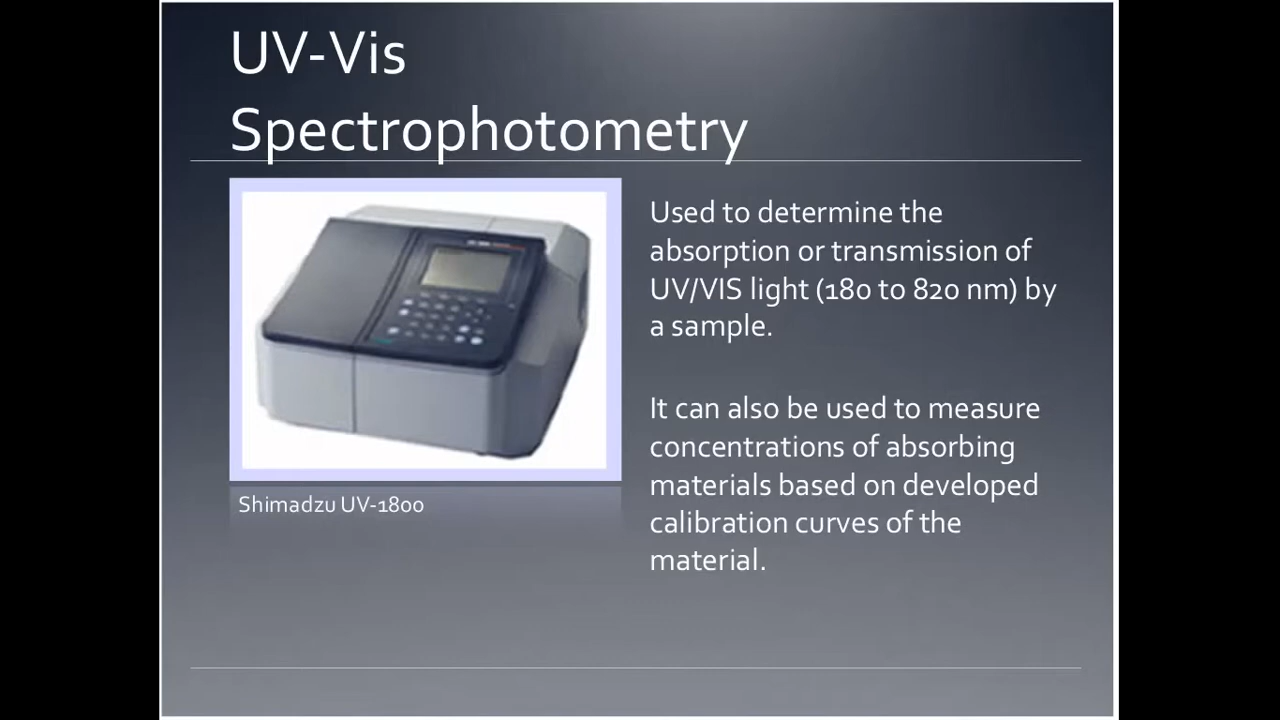 UV-Vis
Spectrophotometry
Used to determine the
absorption or transmission of
UV/VIS light (180 to 820 nm) by
a sample.
It can also be used to measure
concentrations of absorbing
materials based on developed
calibration curves of the
material.
Shimadzu UV-1800